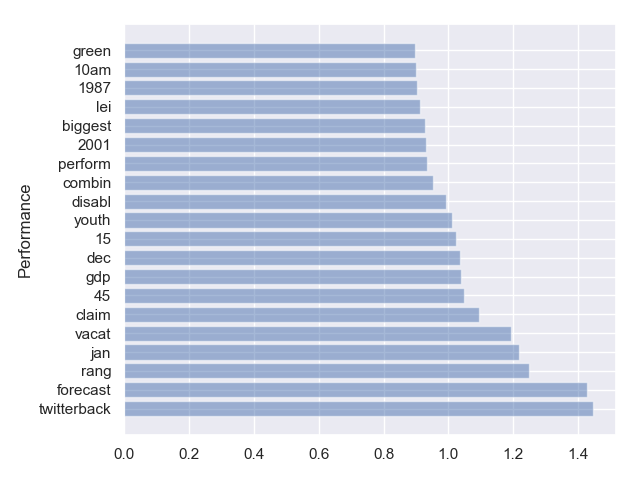 green
10am
1987
lei
biggest
2001
perform
combin
disabl
youth
15
dec
gdp
45
claim
vacat
jan
rang
forecast
twitterback
Performance
0.0 0.2 0.4 0.6 0.8 1.0 1.2 1.4